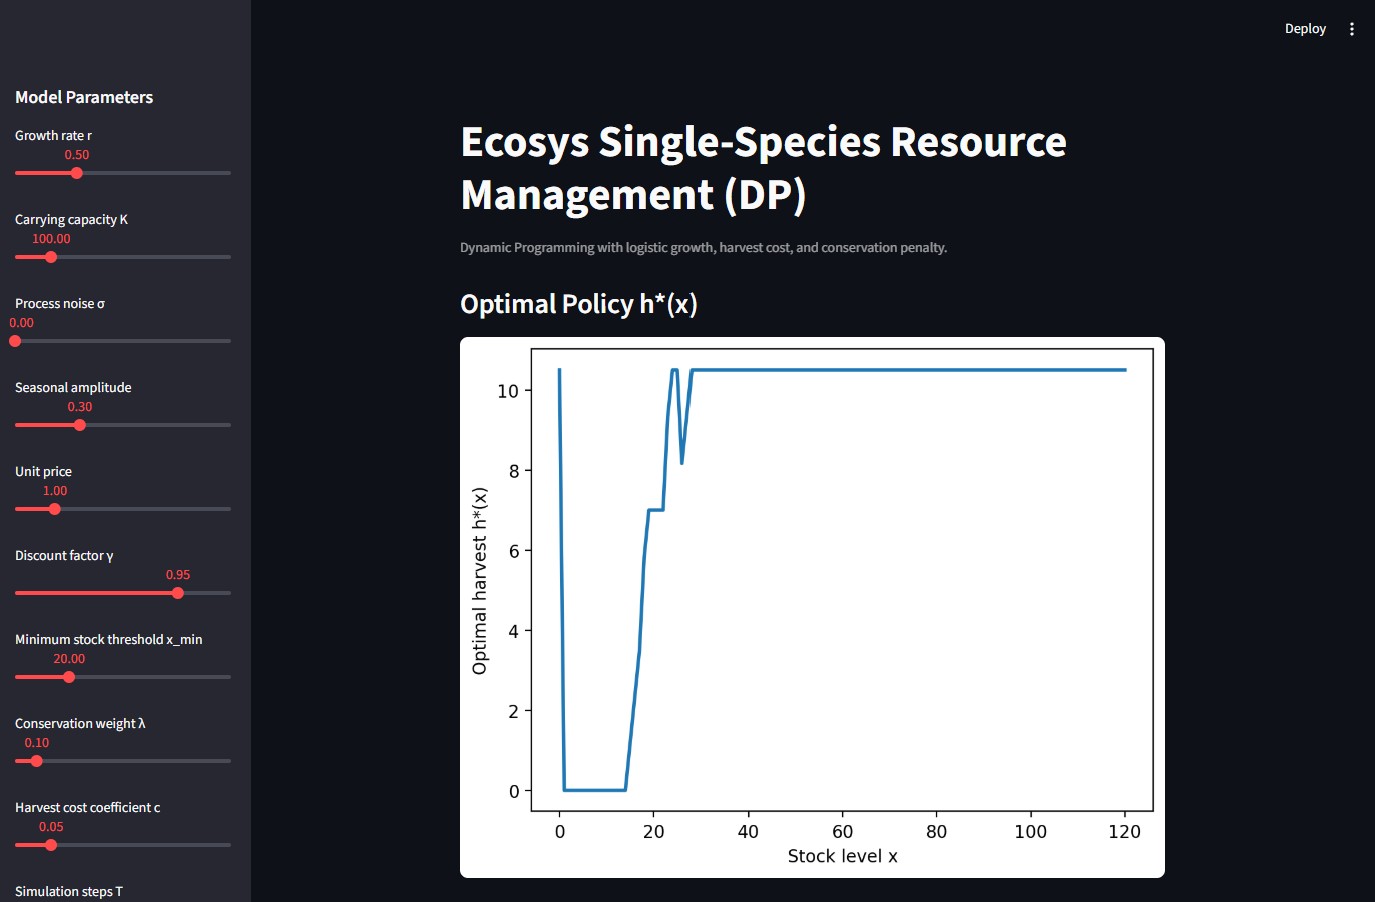 Deploy
Model Parameters
Growth rate r
0.50
Carrying capacity K
100.00
Process noise σ
0.00
Seasonal amplitude
0.30
Unit price
1.00
Discount factor γ
0.95
Minimum stock threshold x_min
20.00
Conservation weight λ
0.10
Harvest cost coefficient c
0.05
Simulation steps T
Ecosys Single-Species Resource
Management (DP)
Dynamic Programming with logistic growth, harvest cost, and conservation penalty.
Optimal Policy h*(x)
Optimal harvest h*(x)
10
8
6
4
2
0
0 20 40 60 80 100 120
Stock level x